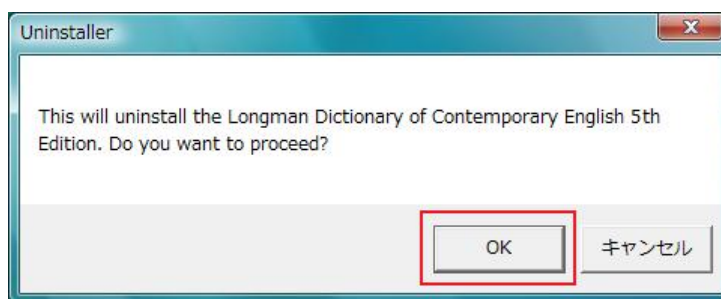 Uninstaller
This will uninstall the Longman Dictionary of Contemporary English 5th
Edition. Do you want to proceed?
OK
キャンセル